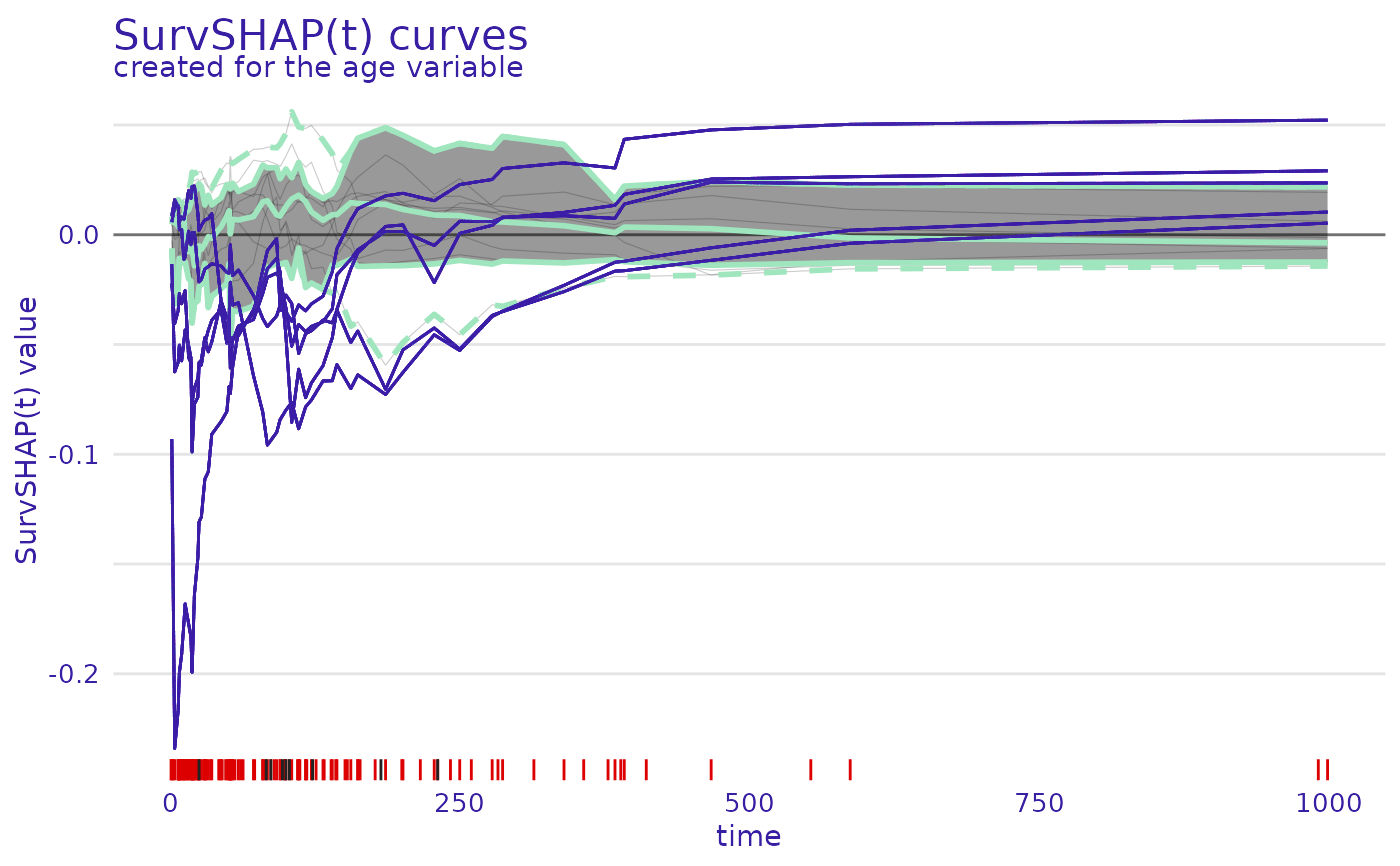 SurvSHAP(t) curves
created for the age variable
SurvSHAP(t) value
0.0
-0.1
-0.2
0
250
500
750
1000
time